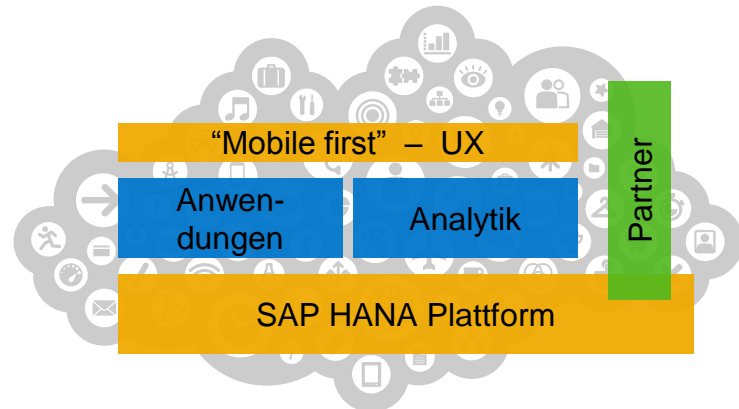 “Mobile first” – UX
Anwen-
dungen
Analytik
Partner
SAP HANA Plattform